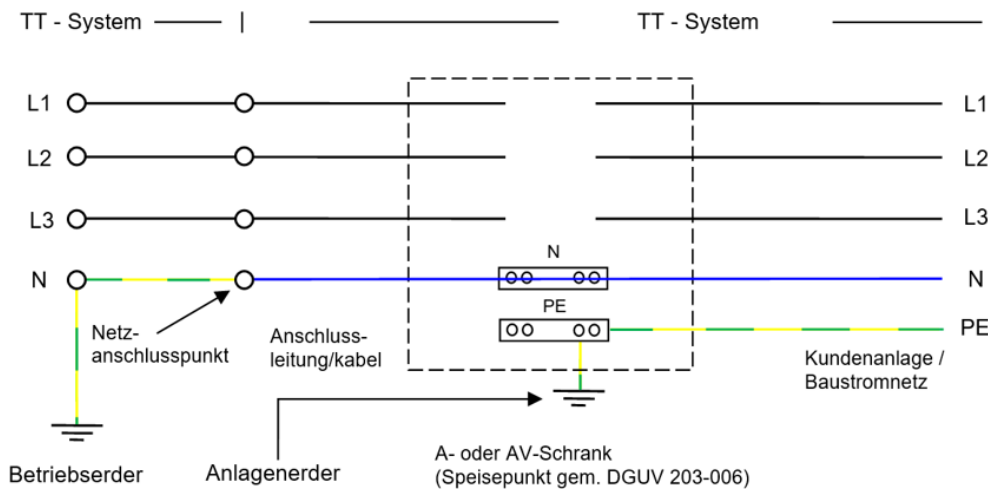 TT - System
TT - System
L1
L1
L2
L2
L3
L3
N
N
N
PE
PE
Netz-
anschlusspunkt
Anschluss-
leitung/kabel
Kundenanlage /
Baustromnetz
Betriebserder
Anlagenerder
A- oder AV-Schrank
(Speisepunkt gem. DGUV 203-006)